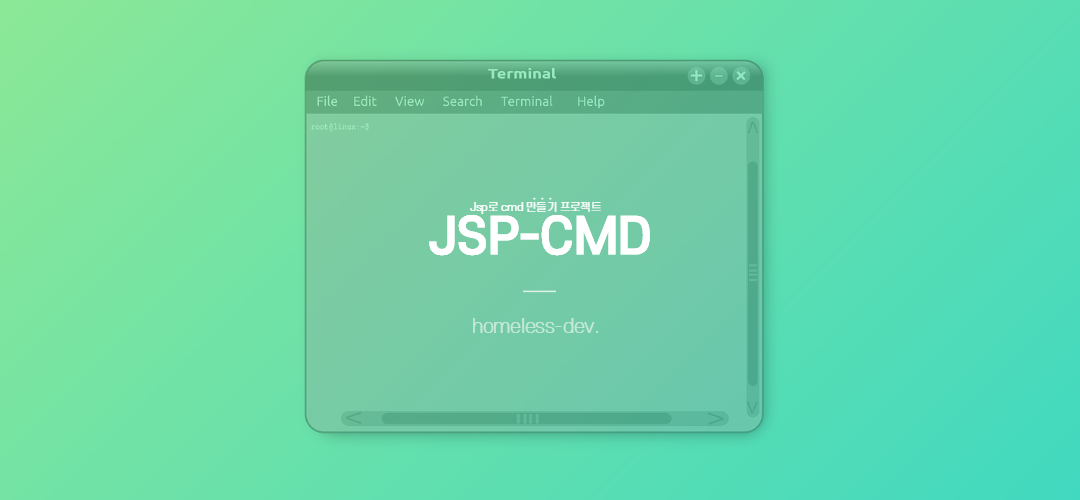 Terminal
File Edit View Search Terminal Help
root@linux:~#
Jsp로 cmd 만들기 프로젝트
JSP-CMD
homeless-dev.